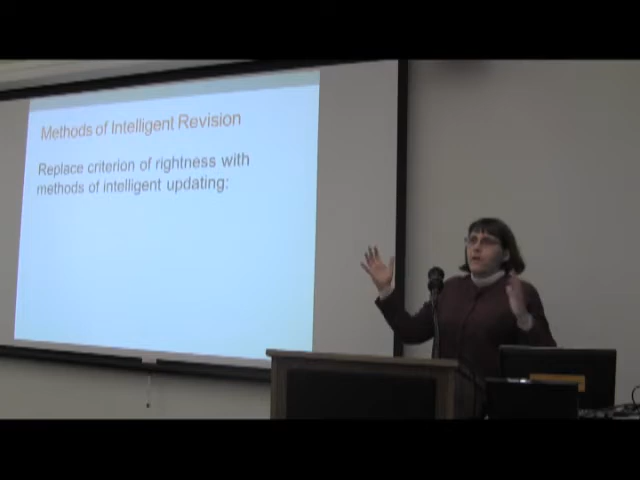 Methods of Intelligent Revision
Replace criterion of rightness with
methods of intelligent updating: